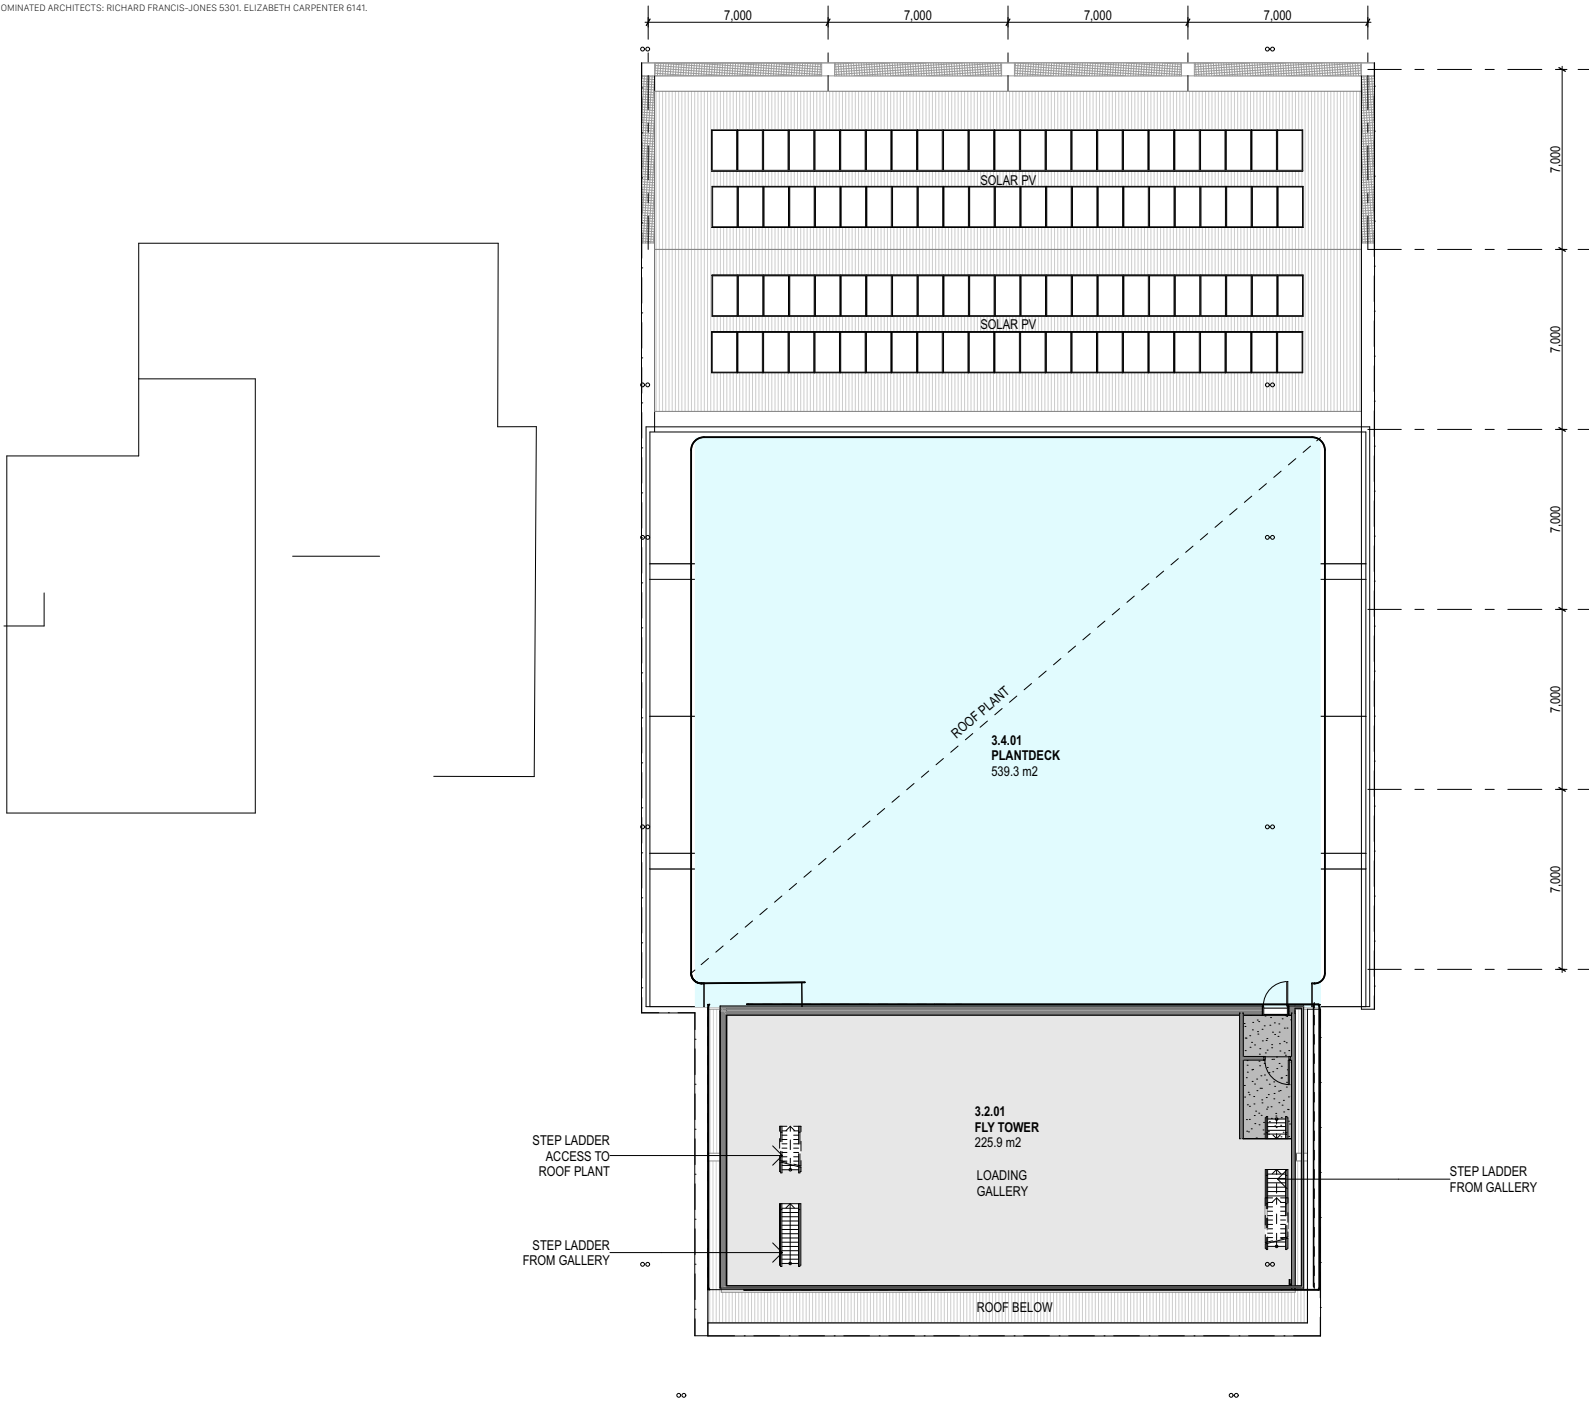 OMINATED ARCHITECTS: RICHARD FRANCIS-JONES 5301. ELIZABETH CARPENTER 6141.
7,000
7,000
7,000
7,000
7,000
SOLAR PV
SOLAR PV
7,000
7,000
ROOF PLANT
3.4.01
PLANTDECK
539.3 m2
7,000
7,000
3.2.01
FLY TOWER
225.9 m2
LOADING
GALLERY
STEP LADDER
ACCESS TO
ROOF PLANT
STEP LADDER
FROM GALLERY
STEP LADDER
FROM GALLERY
ROOF BELOW